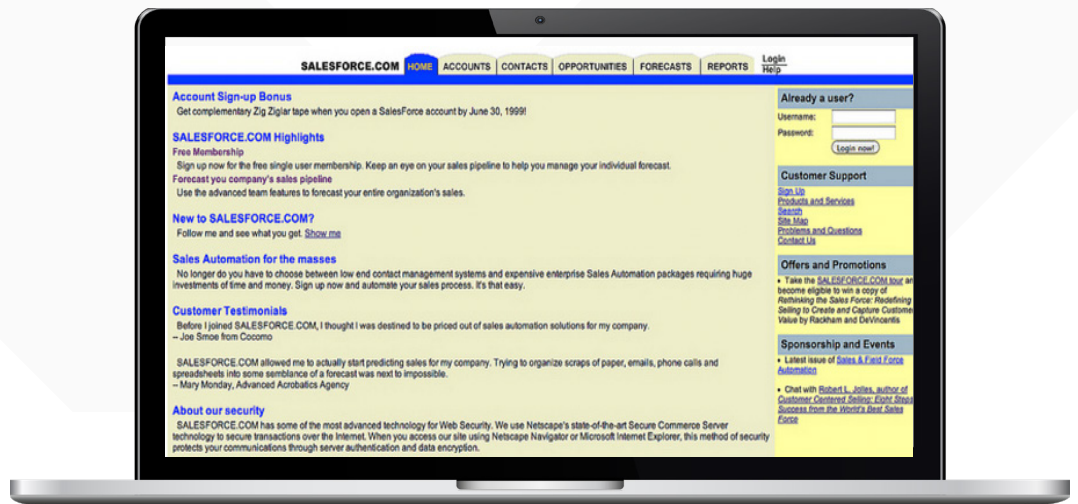 SALESFORCE.COM HOME ACCOUNTS CONTACTS OPPORTUNITIES FORECASTS REPORTS Login
Help
Account Sign-up Bonus
Get complementary Zig Ziglar tape when you open a SalesForce account by June 30, 1999!
SALESFORCE.COM Highlights
Free Membership
Sign up now for the free single user membership. Keep an eye on your sales pipeline to help you manage your individual forecast.
Forecast you company's sales pipeline
Use the advanced team features to forecast your entire organization's sales.
New to SALESFORCE.COM?
Follow me and see what you get. Show me
Sales Automation for the masses
No longer do you have to choose between low end contact management systems and expensive enterprise Sales Automation packages requiring huge
investments of time and money. Sign up now and automate your sales process. It's that easy.
Customer Testimonials
Before I joined SALESFORCE.COM, I thought I was destined to be priced out of sales automation solutions for my company.
-- Joe Smoe from Cocomo
SALESFORCE.COM allowed me to actually start predicting sales for my company. Trying to organize scraps of paper, emails, phone calls and
spreadsheets into some semblance of a forecast was next to impossible.
-- Mary Monday, Advanced Acrobatics Agency
About our security
SALESFORCE.COM has some of the most advanced technology for Web Security. We use Netscape's state-of-the-art Secure Commerce Server
technology to secure transactions over the Internet. When you access our site using Netscape Navigator or Microsoft Internet Explorer, this method of security
protects your communications through server authentication and data encryption.
Already a user?
Username:
Password:
Login now!
Customer Support
Sign Up
Products and Services
Search
Site Map
Problems and Questions
Contact Us
Offers and Promotions
• Take the SALESFORCE.COM tour an
become eligible to win a copy of
Rethinking the Sales Force: Redefining
Selling to Create and Capture Custome
Value by Rackham and DeVincentis
Sponsorship and Events
• Latest issue of Sales & Field Force
Automation
• Chat with Robert L. Jolles, author of
Customer Centered Selling: Eight Steps
Success from the World's Best Sales
Force